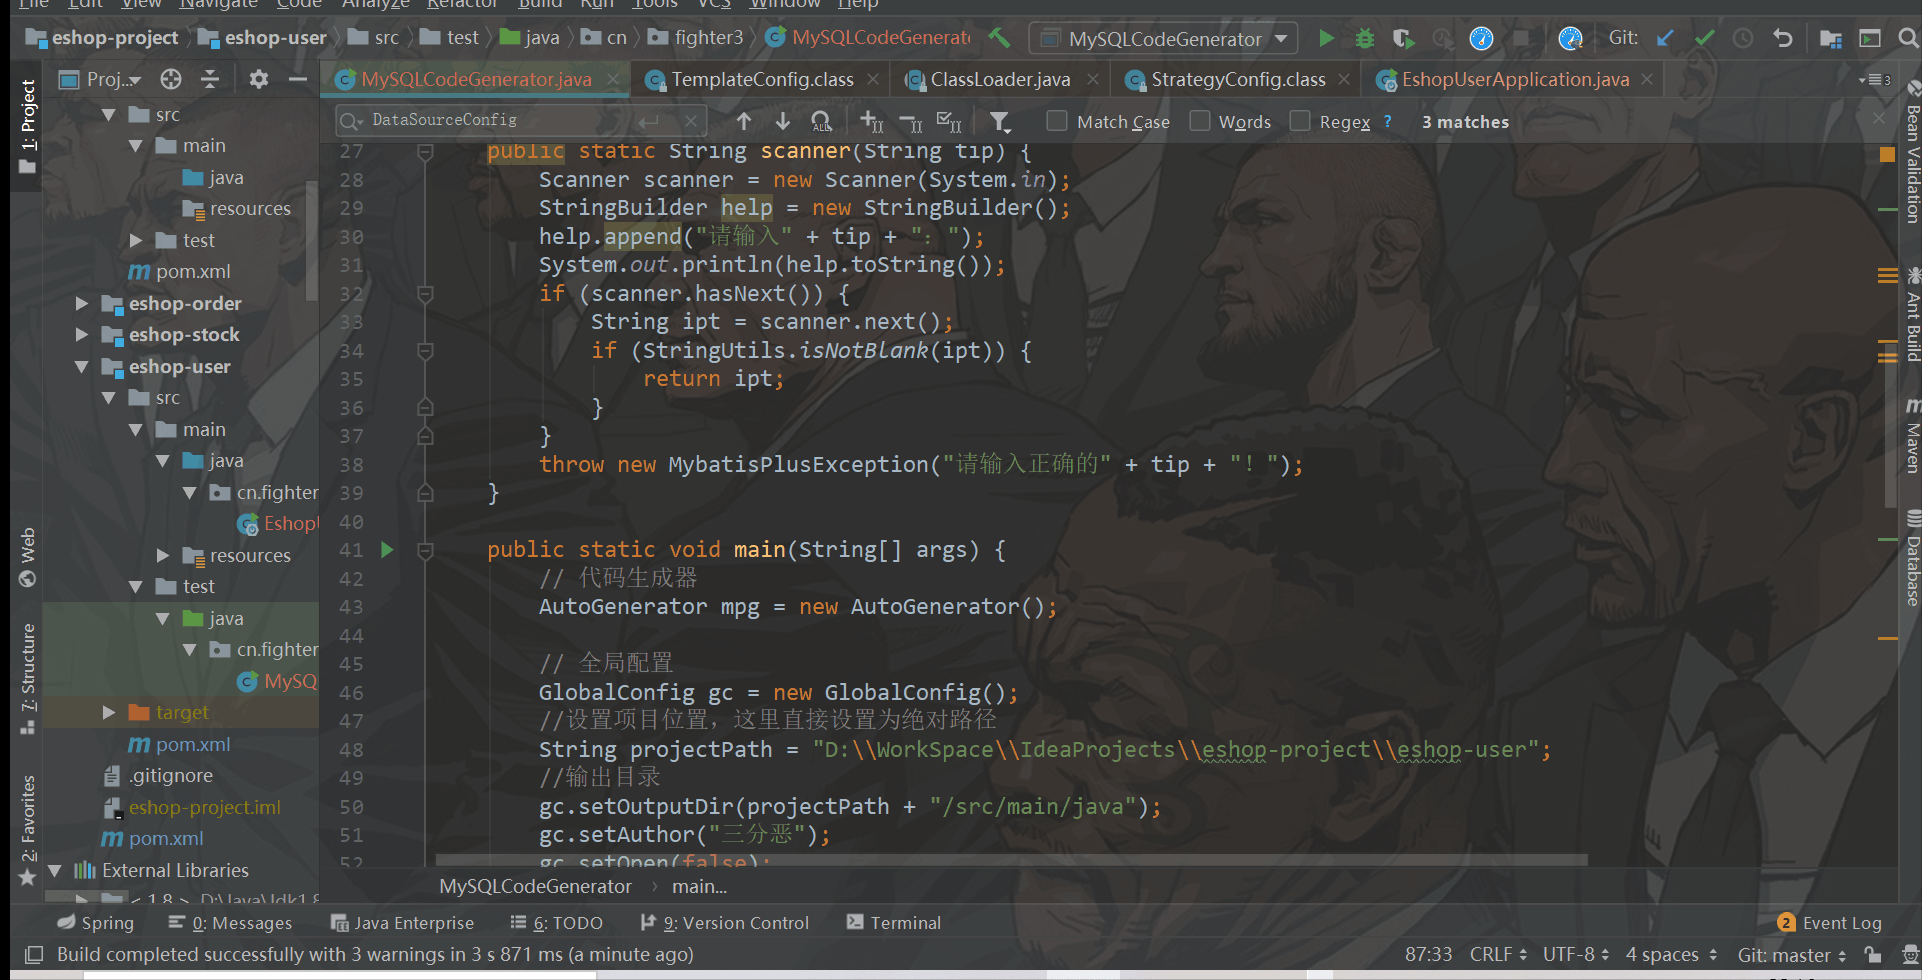 File Edit View Navigate Code Analyze Refactor Build Run Tools VCS Window Help
eshop-project eshop-user src test java cn fighter3 MySQLCodeGenerat MySQLCodeGenerator Git:
1: Project
Proj...
MySQLCodeGenerator.java TemplateConfig.class ClassLoader.java StrategyConfig.class EshopUserApplication.java 3
DataSourceConfig ALL Match Case Words Regex ? 3 matches
src
main
java
resources
test
pom.xml
eshop-order
eshop-stock
eshop-user
src
main
java
cn.fighter
Eshop
resources
test
java
cn.fighter
MySQ
target
pom.xml
.gitignore
eshop-project.iml
pom.xml
External Libraries
< 1.8 > D:\Java\Jdk1.8
27 public static String scanner(String tip) {
28 Scanner scanner = new Scanner(System.in);
29 StringBuilder help = new StringBuilder();
30 help.append("请输入" + tip + "：");
31 System.out.println(help.toString());
32 if (scanner.hasNext()) {
33 String ipt = scanner.next();
34 if (StringUtils.isNotBlank(ipt)) {
35 return ipt;
36 }
37 }
38 throw new MybatisPlusException("请输入正确的" + tip + "！");
39 }
40
41 public static void main(String[] args) {
42 // 代码生成器
43 AutoGenerator mpg = new AutoGenerator();
44
45 // 全局配置
46 GlobalConfig gc = new GlobalConfig();
47 //设置项目位置，这里直接设置为绝对路径
48 String projectPath = "D:\\WorkSpace\\IdeaProjects\\eshop-project\\eshop-user";
49 //输出目录
50 gc.setOutputDir(projectPath + "/src/main/java");
51 gc.setAuthor("三分恶");
52 gc.setOpen(false);
MySQLCodeGenerator › main...
Web
7: Structure
2: Favorites
Bean Validation
Ant Build
Maven
Database
Spring 0: Messages Java Enterprise 6: TODO 9: Version Control Terminal 2 Event Log
Build completed successfully with 3 warnings in 3 s 871 ms (a minute ago) 87:33 CRLF UTF-8 4 spaces Git: master